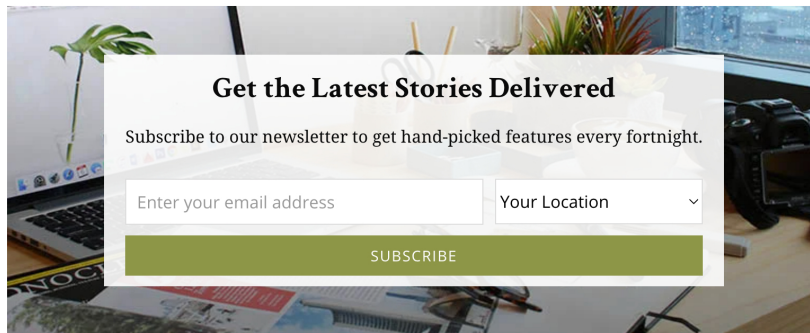 Get the Latest Stories Delivered
Subscribe to our newsletter to get hand-picked features every fortnight.
Enter your email address
Your Location
SUBSCRIBE